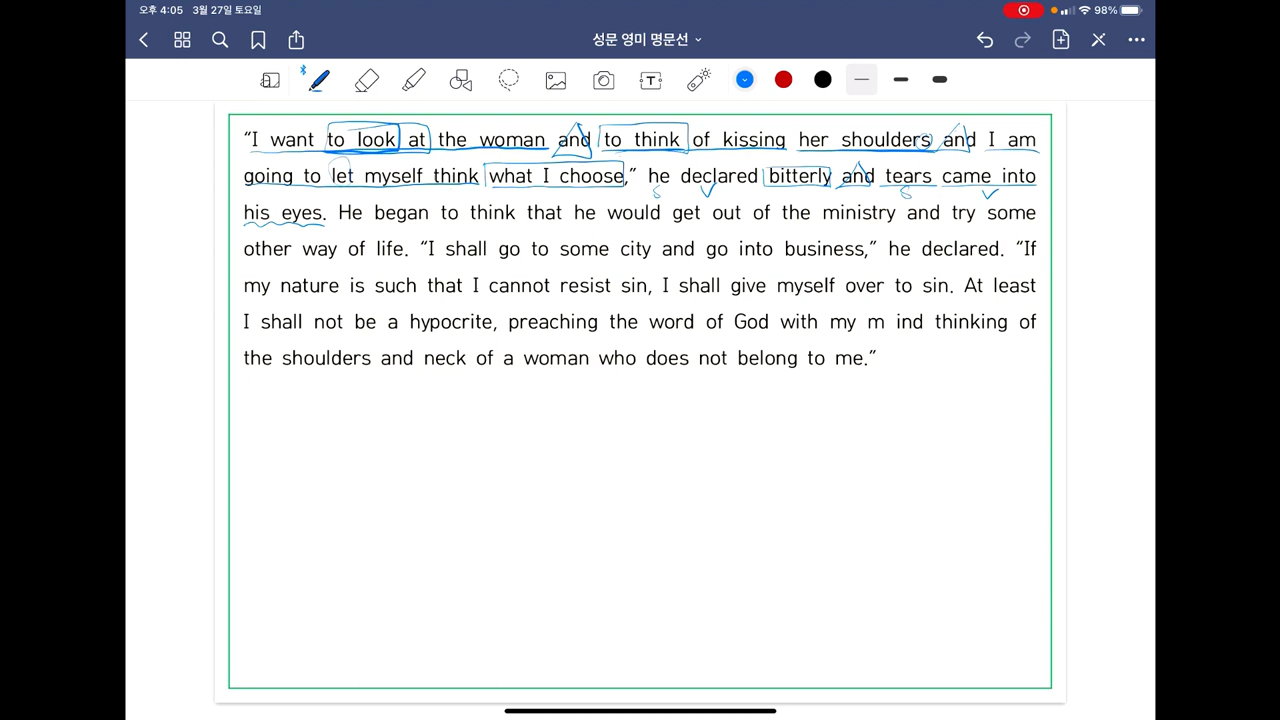 오후 4:05 3월 27일 토요일 98%
성문 영미 명문선
“I want to look at the woman and to think of kissing her shoulders and I am
going to let myself think what I choose,” he declared bitterly and tears came into
his eyes. He began to think that he would get out of the ministry and try some
other way of life. “I shall go to some city and go into business,” he declared. “If
my nature is such that I cannot resist sin, I shall give myself over to sin. At least
I shall not be a hypocrite, preaching the word of God with my m ind thinking of
the shoulders and neck of a woman who does not belong to me.”